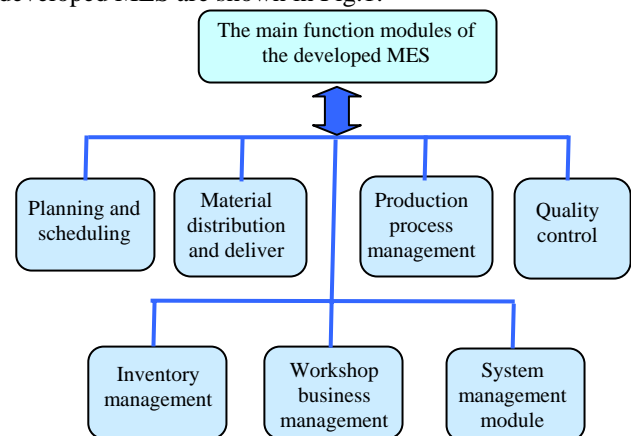 developed MES are shown in Fig.1.
The main function modules of
the developed MES
Planning and
scheduling
Material
distribution
and deliver
Production
process
management
Quality
control
Inventory
management
Workshop
business
management
System
management
module